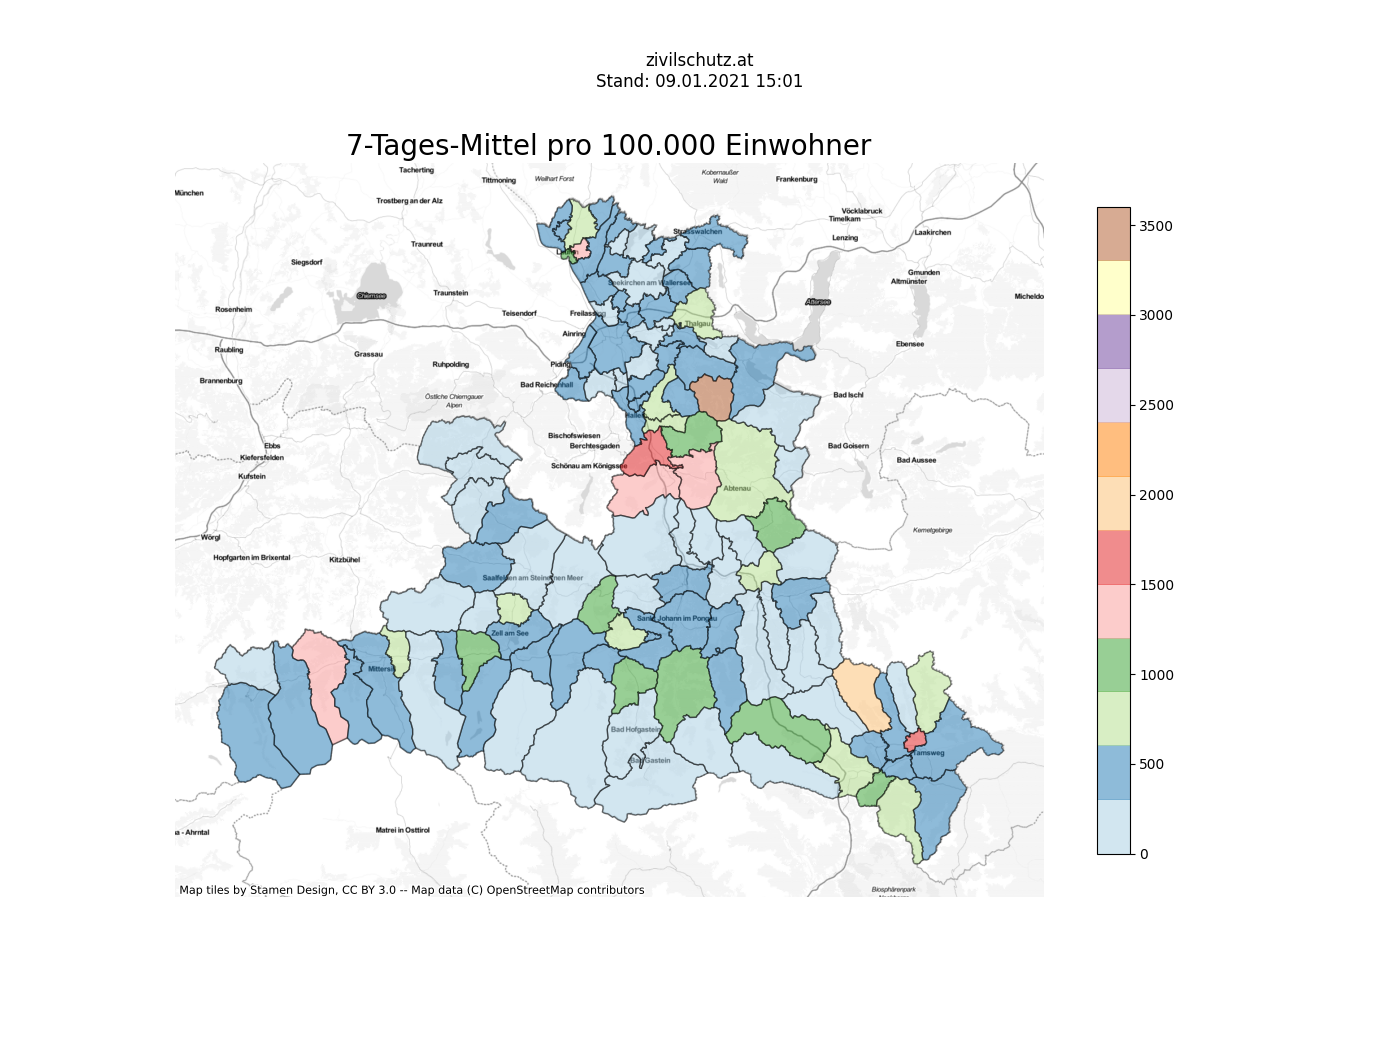 zivilschutz.at
Stand: 09.01.2021 15:01
7-Tages-Mittel pro 100.000 Einwohner
Tacherting
Tittmoning
Weilhart Forst
Kobernaußer
Wald
Frankenburg
München
Trostberg an der Alz
Vöcklabruck
Timelkam
Laakirchen
Strasswalchen
Lenzing
Traunreut
Siegsdorf
Gmunden
Altmünster
Seekirchen am Wallersee
Chiemsee
Traunstein
Attersee
Micheldo
Rosenheim
Teisendorf
Freilassing
Thalgau
Ainring
Ebensee
Raubling
Grassau
Ruhpolding
Piding
Brannenburg
Bad Reichenhall
Östliche Chiemgauer
Alpen
Bad Ischl
Hallein
Bischofswiesen
Berchtesgaden
Bad Goisern
Ebbs
Kiefersfelden
Schönau am Königssee
Bad Aussee
Kufstein
Abtenau
Kemetgebirge
Wörgl
Hopfgarten im Brixental
Kitzbühel
Saalfelden am Steinernen Meer
Sankt Johann im Pongau
Zell am See
Mittersill
Bad Hofgastein
Bad Gastein
Tamsweg
a - Ahrntal
Matrei in Osttirol
Biosphärenpark
Map tiles by Stamen Design, CC BY 3.0 -- Map data (C) OpenStreetMap contributors
3500
3000
2500
2000
1500
1000
500
0